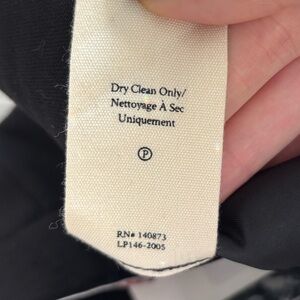 Dry Clean Only/
Nettoyage À Sec
Uniquement
P
RN# 140873
LP146-2005